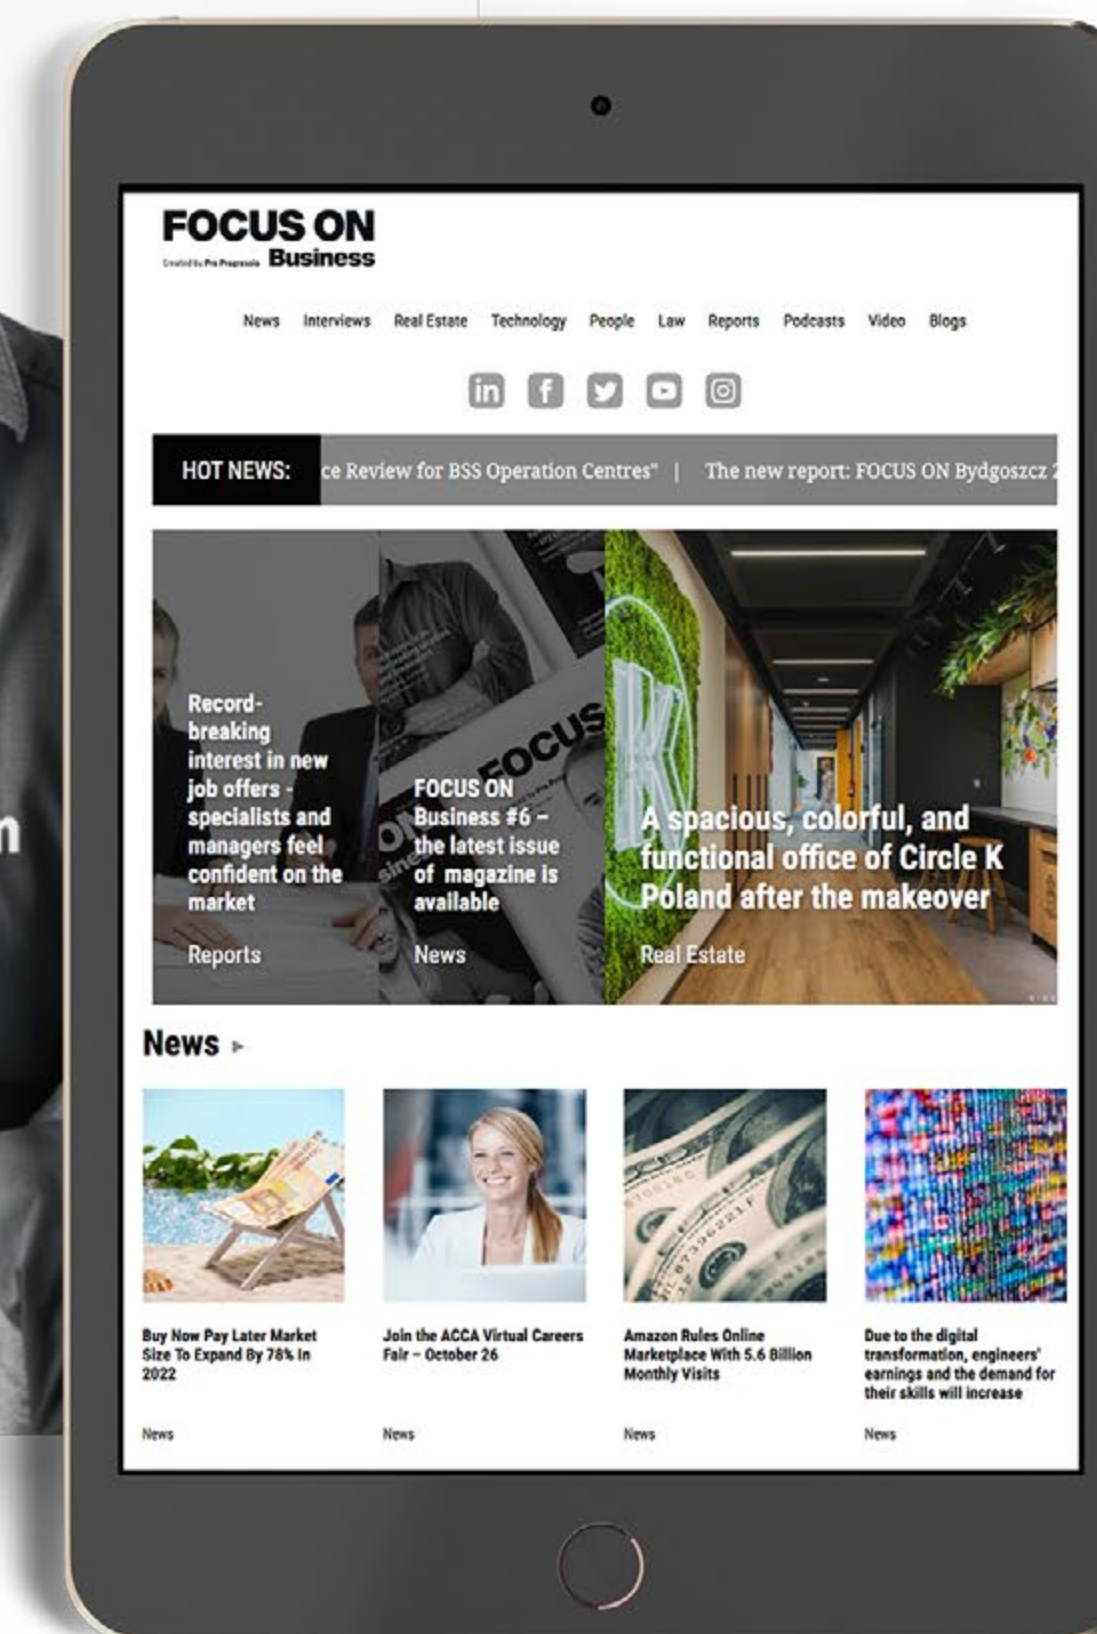 FOCUS ON
Created by Pro Progressio Business
News Interviews Real Estate Technology People Law Reports Podcasts Video Blogs
HOT NEWS: ce Review for BSS Operation Centres" | The new report: FOCUS ON Bydgoszcz
Record-
breaking
interest in new
job offers -
specialists and
managers feel
confident on the
market
Reports
FOCUS
FOCUS ON
Business #6 –
the latest issue
of magazine is
available
News
A spacious, colorful, and
functional office of Circle K
Poland after the makeover
Real Estate
News
Buy Now Pay Later Market
Size To Expand By 78% In
2022
News
Join the ACCA Virtual Careers
Fair – October 26
News
Amazon Rules Online
Marketplace With 5.6 Billion
Monthly Visits
News
Due to the digital
transformation, engineers'
earnings and the demand for
their skills will increase
News